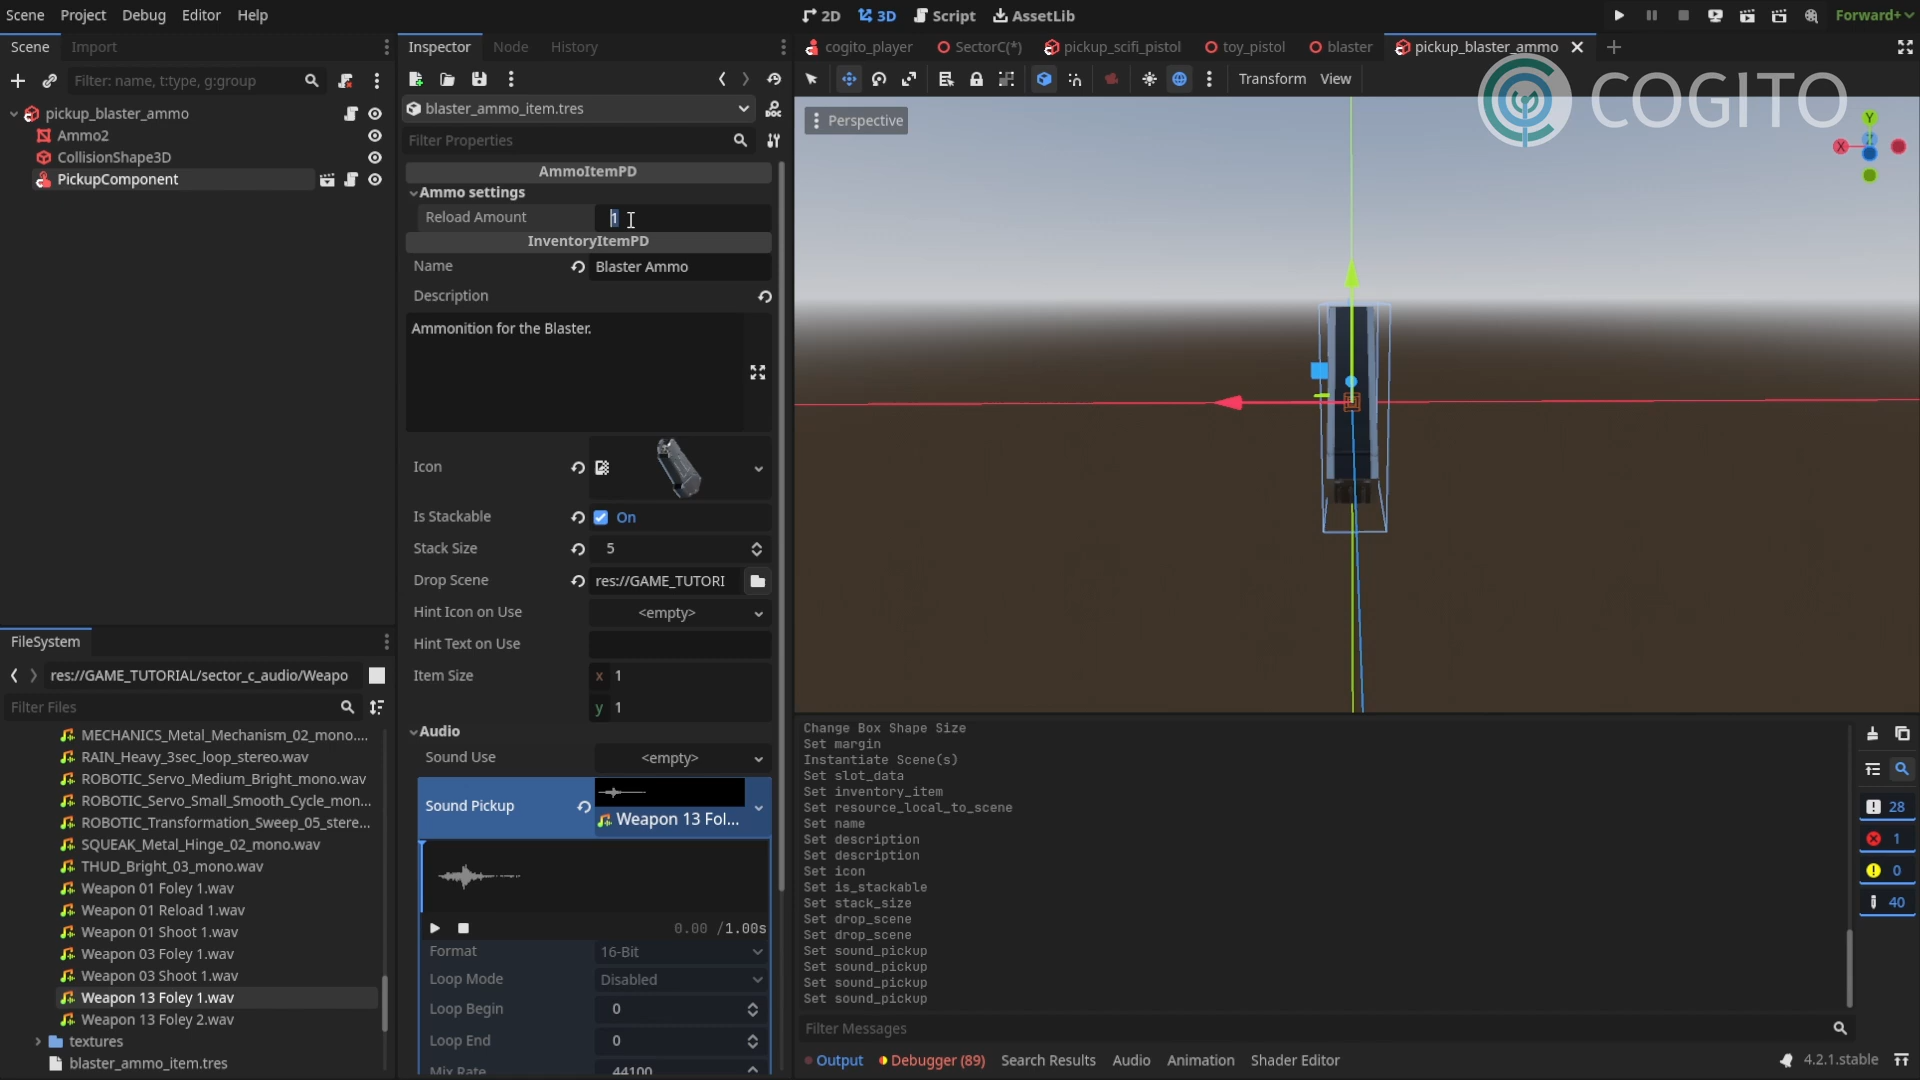 Scene Project Debug Editor Help
2D 3D Script AssetLib
Forward+
Scene Import
Inspector Node History
cogito_player SectorC(*) pickup_scifi_pistol toy_pistol blaster pickup_blaster_ammo
Filter: name, t:type, g:group
Transform View
COGITO
Perspective
Y
X
Z
pickup_blaster_ammo
Ammo2
CollisionShape3D
PickupComponent
blaster_ammo_item.tres
Filter Properties
AmmoItemPD
Ammo settings
Reload Amount 1
InventoryItemPD
Name Blaster Ammo
Description
Ammonition for the Blaster.
Icon
Is Stackable On
Stack Size 5
Drop Scene res://GAME_TUTORI
Hint Icon on Use <empty>
Hint Text on Use
Item Size x 1
y 1
Audio
Sound Use <empty>
Sound Pickup
Weapon 13 Fol...
0.00 /1.00s
Format 16-Bit
Loop Mode Disabled
Loop Begin 0
Loop End 0
Mix Rate 44100
FileSystem
res://GAME_TUTORIAL/sector_c_audio/Weapo
Filter Files
MECHANICS_Metal_Mechanism_02_mono....
RAIN_Heavy_3sec_loop_stereo.wav
ROBOTIC_Servo_Medium_Bright_mono.wav
ROBOTIC_Servo_Small_Smooth_Cycle_mon...
ROBOTIC_Transformation_Sweep_05_stere...
SQUEAK_Metal_Hinge_02_mono.wav
THUD_Bright_03_mono.wav
Weapon 01 Foley 1.wav
Weapon 01 Reload 1.wav
Weapon 01 Shoot 1.wav
Weapon 03 Foley 1.wav
Weapon 03 Shoot 1.wav
Weapon 13 Foley 1.wav
Weapon 13 Foley 2.wav
textures
blaster_ammo_item.tres
Change Box Shape Size
Set margin
Instantiate Scene(s)
Set slot_data
Set inventory_item
Set resource_local_to_scene
Set name
Set description
Set description
Set icon
Set is_stackable
Set stack_size
Set drop_scene
Set drop_scene
Set sound_pickup
Set sound_pickup
Set sound_pickup
Set sound_pickup
28
1
0
40
Filter Messages
Output Debugger (89) Search Results Audio Animation Shader Editor
4.2.1.stable